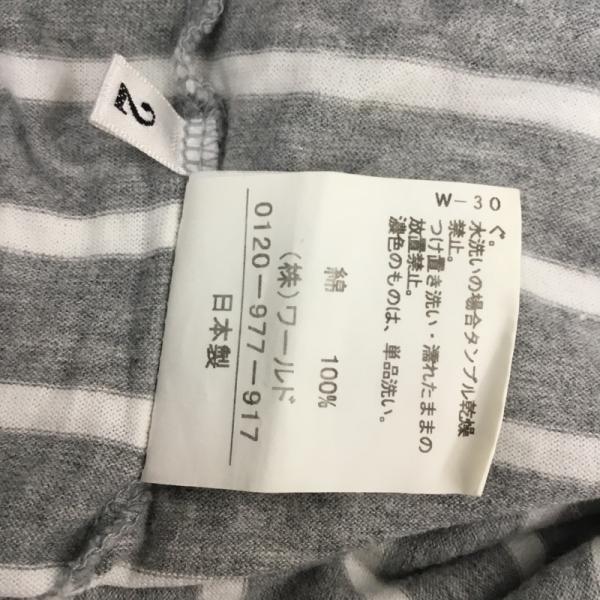 2
W-30
ぐ。
水洗いの場合タンブル乾燥
禁止。
つけ置き洗い・濡れたままの
放置禁止。
濃色のものは、単品洗い。
綿 100%
(株)ワールド
0120-977-917
日本製